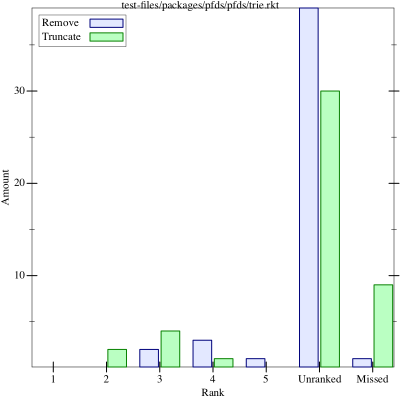 test-files/packages/pfds/pfds/trie.rkt
Remove
Truncate
30
20
10
Amount
1 2 3 4 5 Unranked Missed
Rank